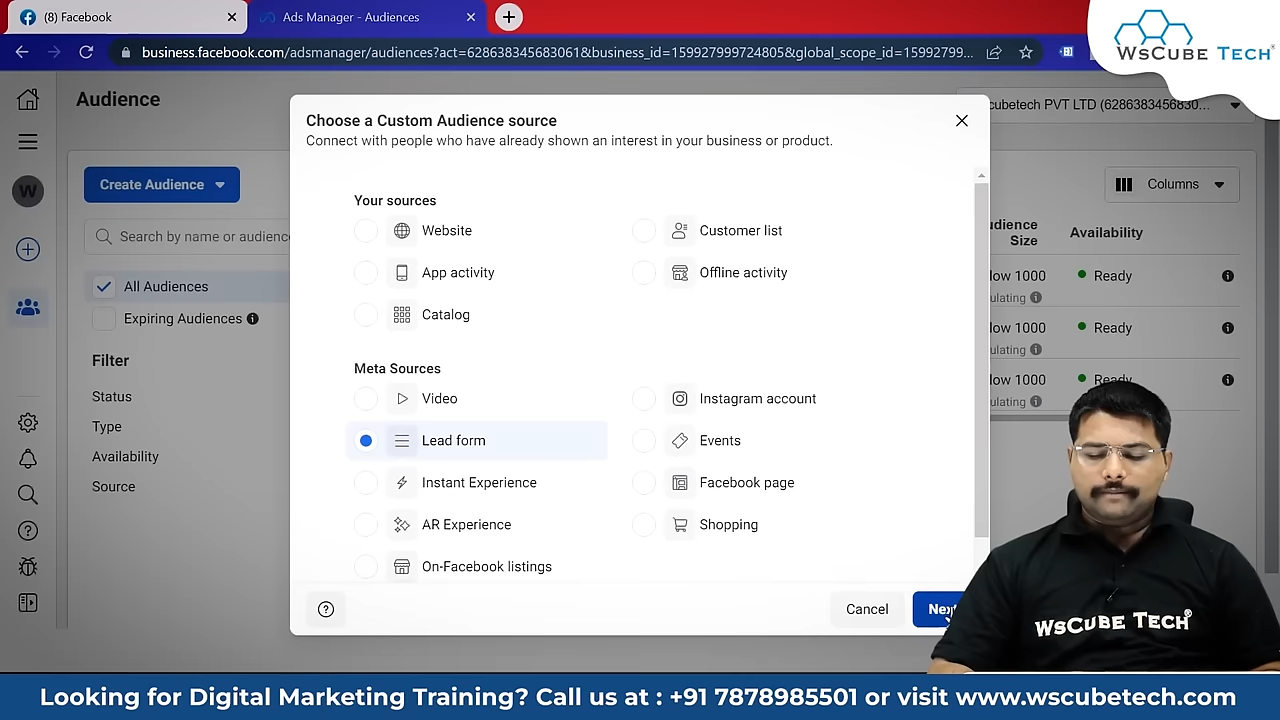 (8) Facebook
Ads Manager - Audiences
business.facebook.com/adsmanager/audiences?act=628638345683061&business_id=159927999724805&global_scope_id=15992799...
WsCube Tech®
Audience
cubetech PVT LTD (6286383456830...
W
Create Audience
Search by name or audienc
All Audiences
Expiring Audiences
Filter
Status
Type
Availability
Source
Choose a Custom Audience source
Connect with people who have already shown an interest in your business or product.
Your sources
Website
Customer list
App activity
Offline activity
Catalog
Meta Sources
Video
Instagram account
Lead form
Events
Instant Experience
Facebook page
AR Experience
Shopping
On-Facebook listings
Cancel
Next
Columns
udience
Size
Availability
low 1000
Ready
ulating
low 1000
Ready
ulating
low 1000
Ready
ulating
WsCube Tech®
Looking for Digital Marketing Training? Call us at : +91 7878985501 or visit www.wscubetech.com